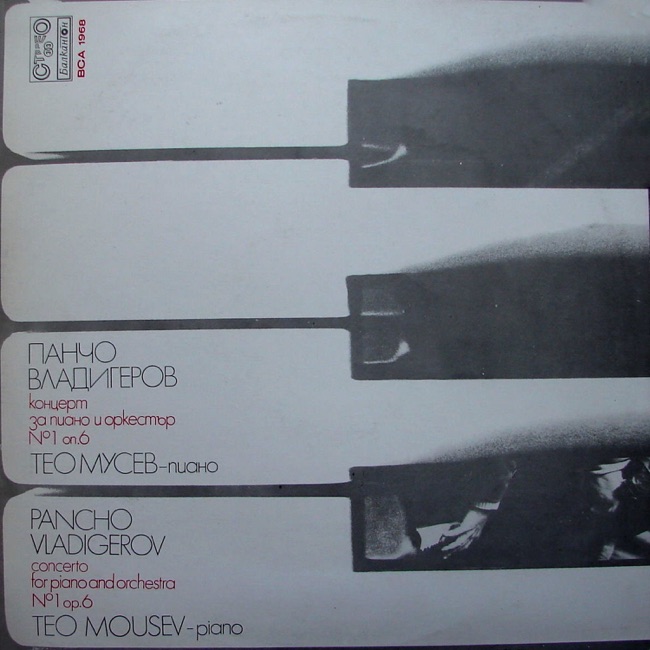 СТЕРЕО
Балкантон
ВСА 1968
ПАНЧО
ВЛАДИГЕРОВ
концерт
за пиано и оркестър
№1 оп.6
ТЕО МУСЕВ–пиано
PANCHO
VLADIGEROV
concerto
for piano and orchestra
№1 op.6
TEO MOUSEV–piano